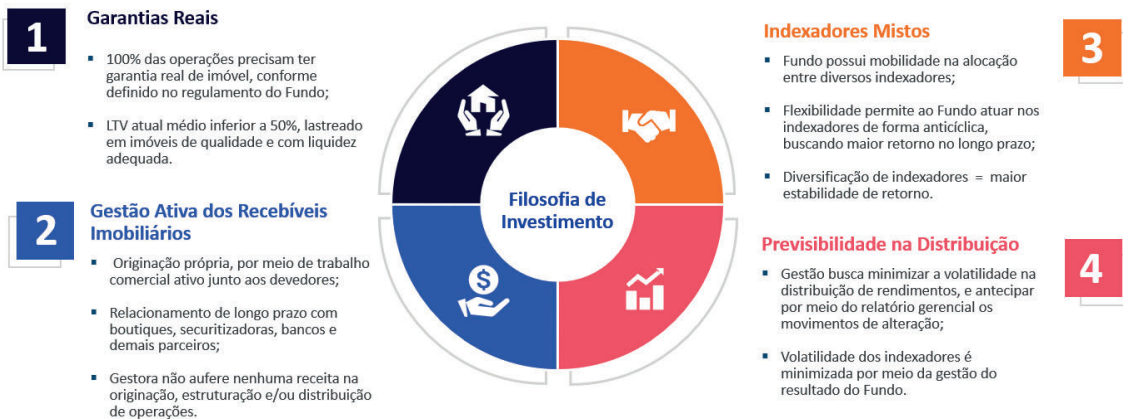 1
Garantias Reais
▪ 100% das operações precisam ter
garantia real de imóvel, conforme
definido no regulamento do Fundo;
▪ LTV atual médio inferior a 50%, lastreado
em imóveis de qualidade e com liquidez
adequada.
2
Gestão Ativa dos Recebíveis
Imobiliários
▪ Originação própria, por meio de trabalho
comercial ativo junto aos devedores;
▪ Relacionamento de longo prazo com
boutiques, securitizadoras, bancos e
demais parceiros;
▪ Gestora não aufere nenhuma receita na
originação, estruturação e/ou distribuição
de operações.
Filosofia de
Investimento
$
Indexadores Mistos
3
▪ Fundo possui mobilidade na alocação
entre diversos indexadores;
▪ Flexibilidade permite ao Fundo atuar nos
indexadores de forma anticíclica,
buscando maior retorno no longo prazo;
▪ Diversificação de indexadores = maior
estabilidade de retorno.
Previsibilidade na Distribuição
4
▪ Gestão busca minimizar a volatilidade na
distribuição de rendimentos, e antecipar
por meio do relatório gerencial os
movimentos de alteração;
▪ Volatilidade dos indexadores é
minimizada por meio da gestão do
resultado do Fundo.